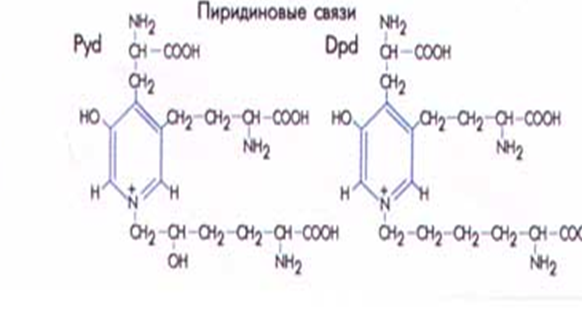 Пиридиновые связи
Pyd
NH₂
CH–COOH
CH₂
HO
CH₂–CH₂–CH–COOH
NH₂
H
H
N
+
CH₂–CH–CH₂–CH₂–CH–COOH
OH
NH₂
Dpd
NH₂
CH–COOH
CH₂
HO
CH₂–CH₂–CH–COOH
NH₂
H
H
N
+
CH₂–CH₂–CH₂–CH₂–CH–COO
NH₂